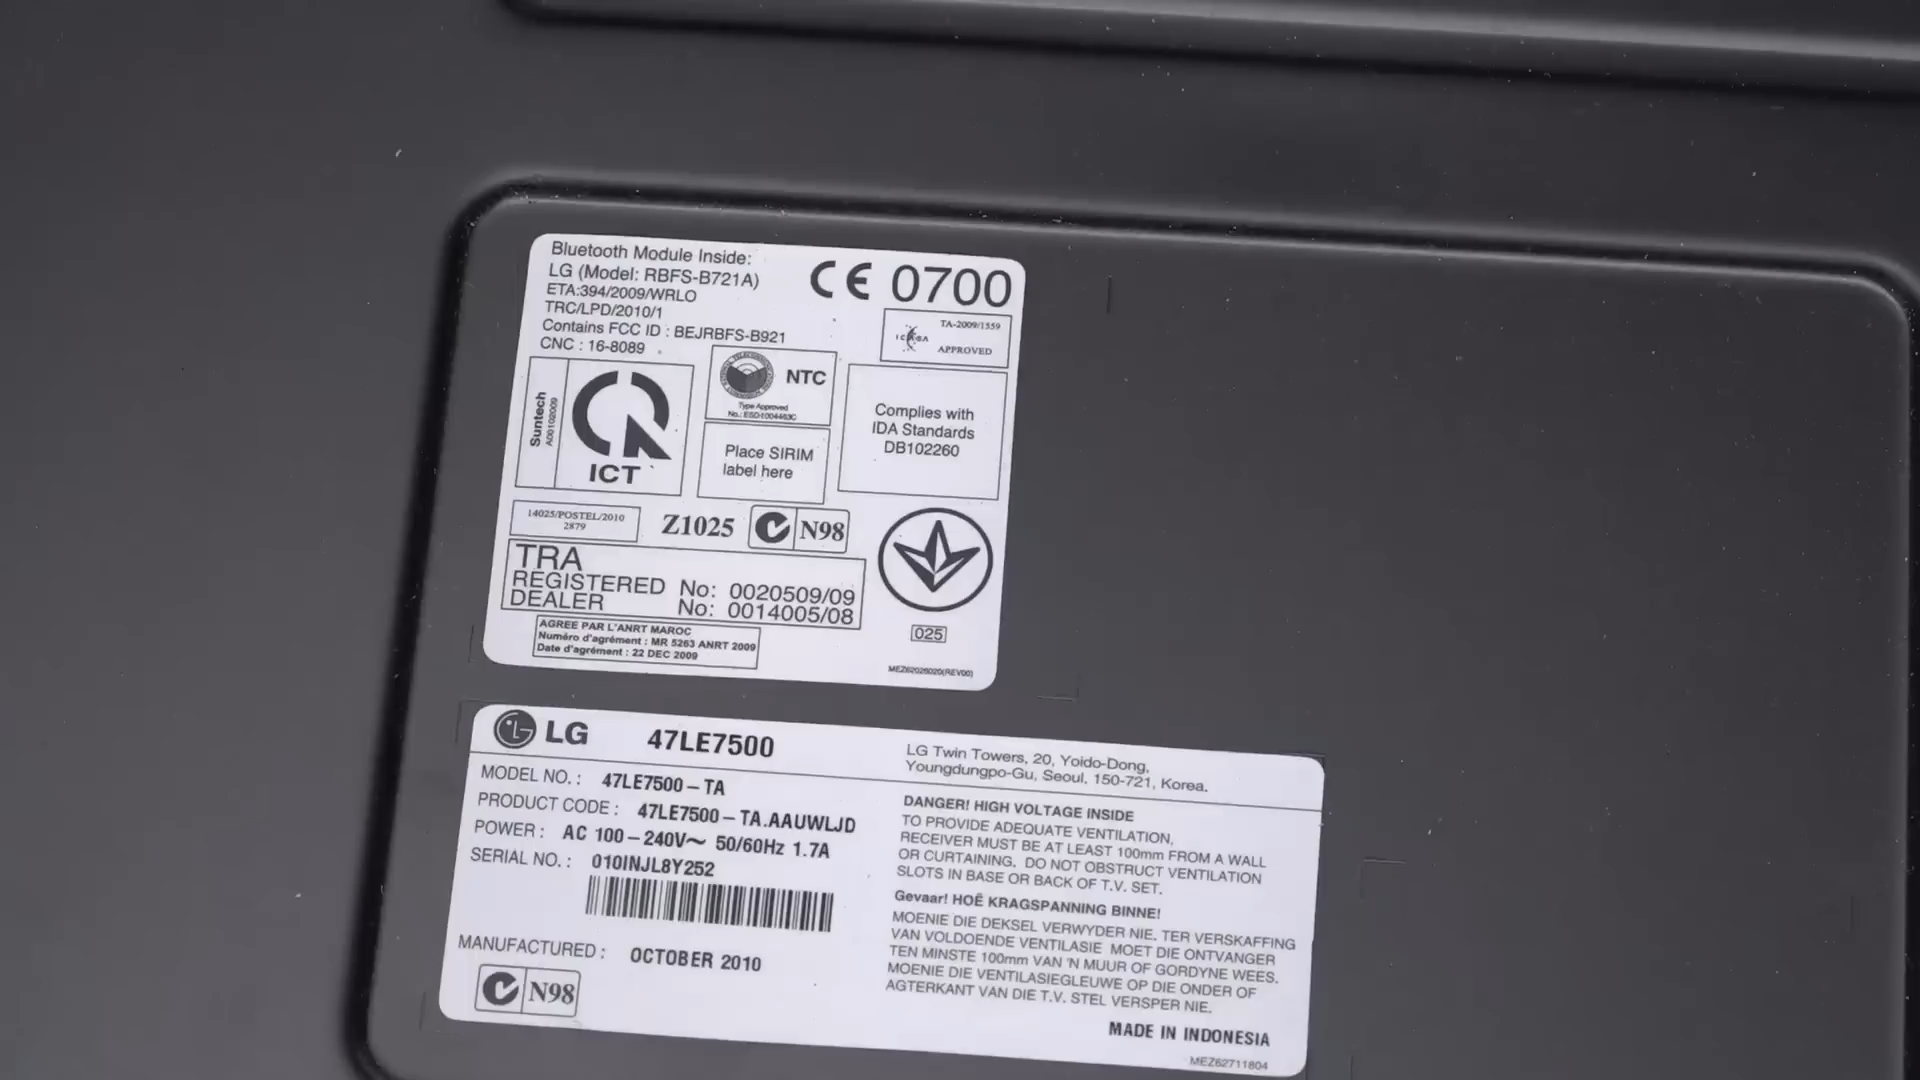 Bluetooth Module Inside:
LG (Model: RBFS-B721A)
ETA:394/2009/WRLO
TRC/LPD/2010/1
Contains FCC ID : BEJRBFS-B921
CNC : 16-8089
CE 0700
TA-2009/1559
ICASA
APPROVED
Suntech
AD0102009
ICT
NTC
Type Approved
No.: ESD-1004463C
Place SIRIM
label here
Complies with
IDA Standards
DB102260
14025/POSTEL/2010
2879
Z1025
N98
TRA
REGISTERED No: 0020509/09
DEALER No: 0014005/08
025
AGREE PAR L'ANRT MAROC
Numéro d'agrément : MR 5263 ANRT 2009
Date d'agrément : 22 DEC 2009
MEZ62026020(REV00)
LG 47LE7500
LG Twin Towers, 20, Yoido-Dong,
Youngdungpo-Gu, Seoul, 150-721, Korea.
MODEL NO. : 47LE7500-TA
PRODUCT CODE : 47LE7500-TA.AAUWLJD
POWER : AC 100-240V~ 50/60Hz 1.7A
SERIAL NO. : 010INJL8Y252
MANUFACTURED : OCTOBER 2010
N98
DANGER! HIGH VOLTAGE INSIDE
TO PROVIDE ADEQUATE VENTILATION,
RECEIVER MUST BE AT LEAST 100mm FROM A WALL
OR CURTAINING. DO NOT OBSTRUCT VENTILATION
SLOTS IN BASE OR BACK OF T.V. SET.
Gevaar! HOË KRAGSPANNING BINNE!
MOENIE DIE DEKSEL VERWYDER NIE. TER VERSKAFFING
VAN VOLDOENDE VENTILASIE MOET DIE ONTVANGER
TEN MINSTE 100mm VAN 'N MUUR OF GORDYNE WEES.
MOENIE DIE VENTILASIEGLEUWE OP DIE ONDER OF
AGTERKANT VAN DIE T.V. STEL VERSPER NIE.
MADE IN INDONESIA
MEZ62711804